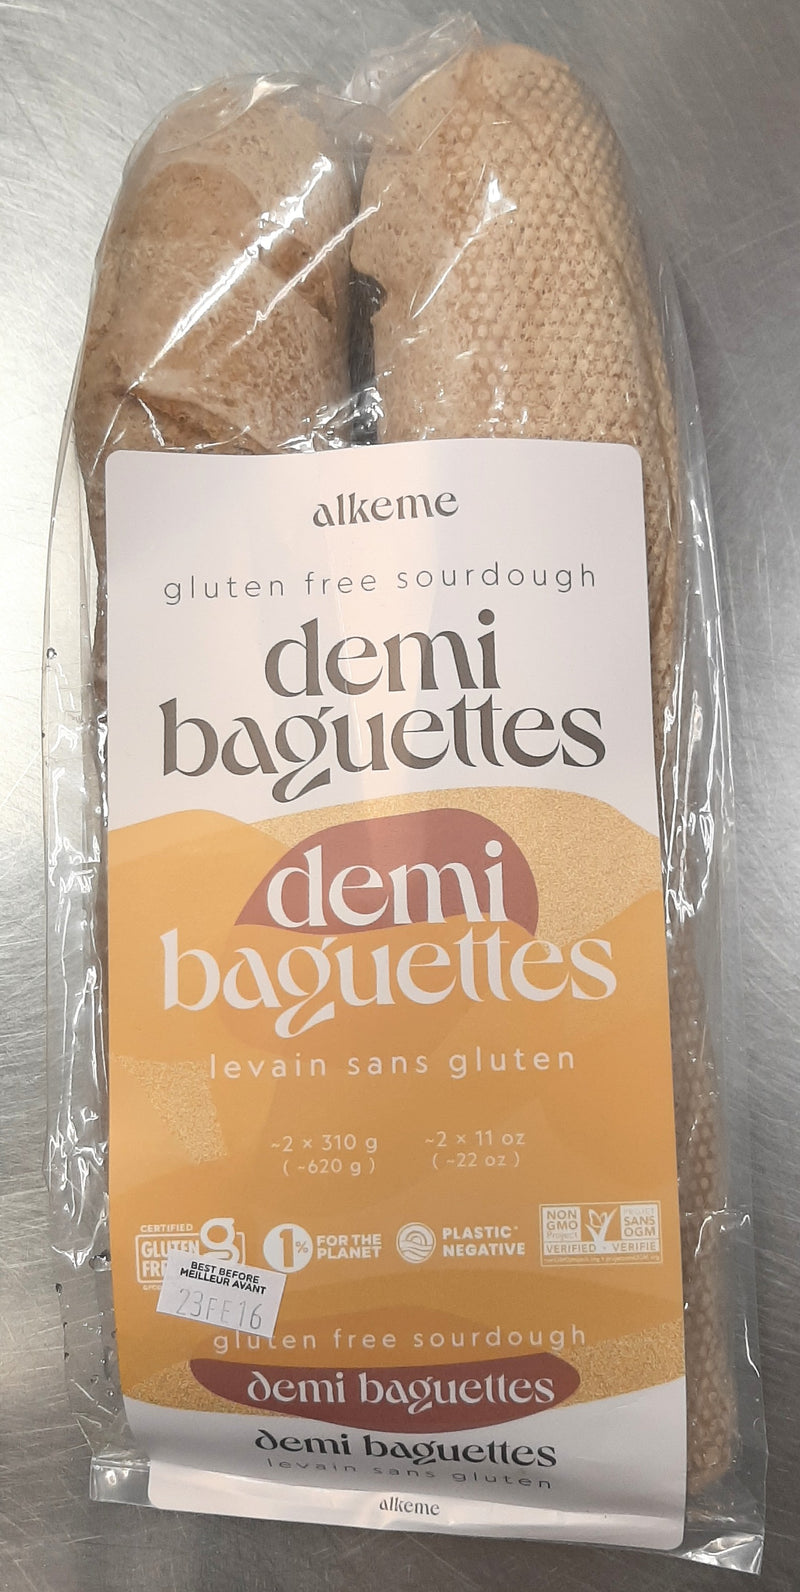 alkeme
gluten free sourdough
demi
baguettes
demi
baguettes
levain sans gluten
~2 × 310 g
(~620 g)
~2 × 11 oz
(~22 oz)
CERTIFIED
GLUTEN
g
1%
FOR THE
PLANET
PLASTIC
NEGATIVE
NON
GMO
Project
PROJET
SANS
OGM
VERIFIED • VERIFIÉ
BEST BEFORE
MEILLEUR AVANT
23FE16
gluten free sourdough
demi baguettes
demi baguettes
levain sans gluten
alkeme